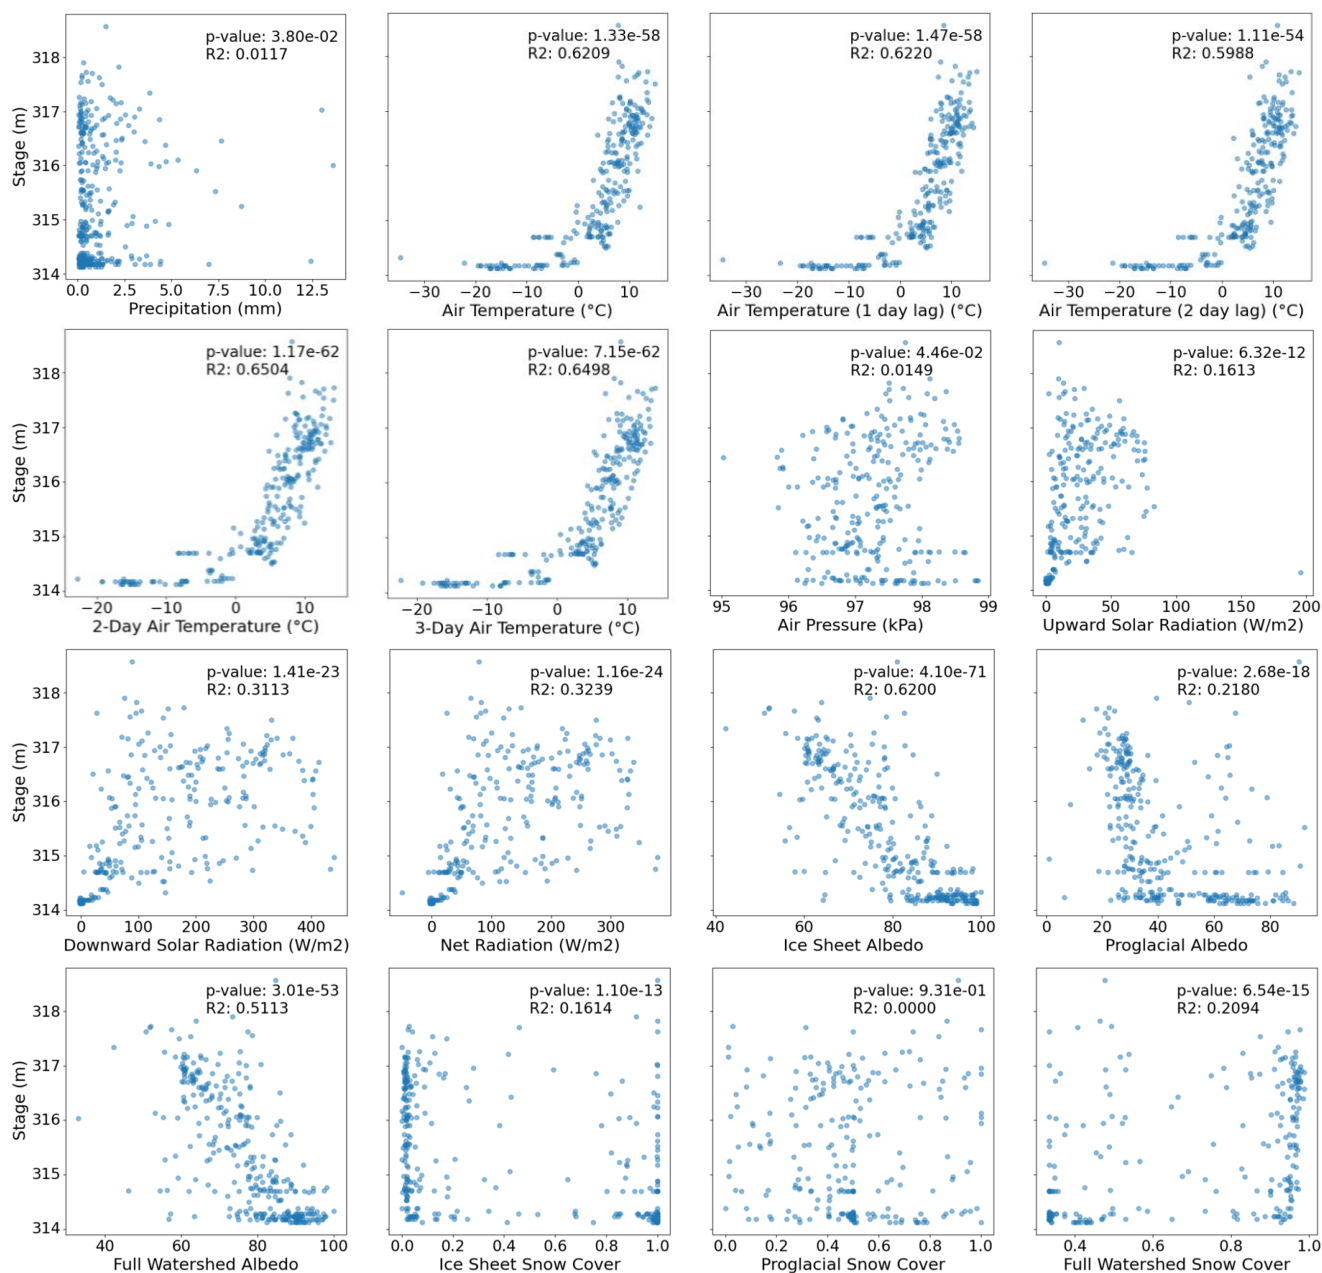 p-value: 3.80e-02
R2: 0.0117
318
317
316
315
314
Stage (m)
0.0 2.5 5.0 7.5 10.0 12.5
Precipitation (mm)
p-value: 1.33e-58
R2: 0.6209
−30 −20 −10 0 10
Air Temperature (°C)
p-value: 1.47e-58
R2: 0.6220
−30 −20 −10 0 10
Air Temperature (1 day lag) (°C)
p-value: 1.11e-54
R2: 0.5988
−30 −20 −10 0 10
Air Temperature (2 day lag) (°C)
p-value: 1.17e-62
R2: 0.6504
318
317
316
315
314
Stage (m)
−20 −10 0 10
2-Day Air Temperature (°C)
p-value: 7.15e-62
R2: 0.6498
−20 −10 0 10
3-Day Air Temperature (°C)
p-value: 4.46e-02
R2: 0.0149
95 96 97 98 99
Air Pressure (kPa)
p-value: 6.32e-12
R2: 0.1613
0 50 100 150 200
Upward Solar Radiation (W/m2)
p-value: 1.41e-23
R2: 0.3113
318
317
316
315
314
Stage (m)
0 100 200 300 400
Downward Solar Radiation (W/m2)
p-value: 1.16e-24
R2: 0.3239
0 100 200 300
Net Radiation (W/m2)
p-value: 4.10e-71
R2: 0.6200
40 60 80 100
Ice Sheet Albedo
p-value: 2.68e-18
R2: 0.2180
0 20 40 60 80
Proglacial Albedo
p-value: 3.01e-53
R2: 0.5113
318
317
316
315
314
Stage (m)
40 60 80 100
Full Watershed Albedo
p-value: 1.10e-13
R2: 0.1614
0.0 0.2 0.4 0.6 0.8 1.0
Ice Sheet Snow Cover
p-value: 9.31e-01
R2: 0.0000
0.0 0.2 0.4 0.6 0.8 1.0
Proglacial Snow Cover
p-value: 6.54e-15
R2: 0.2094
0.4 0.6 0.8 1.0
Full Watershed Snow Cover